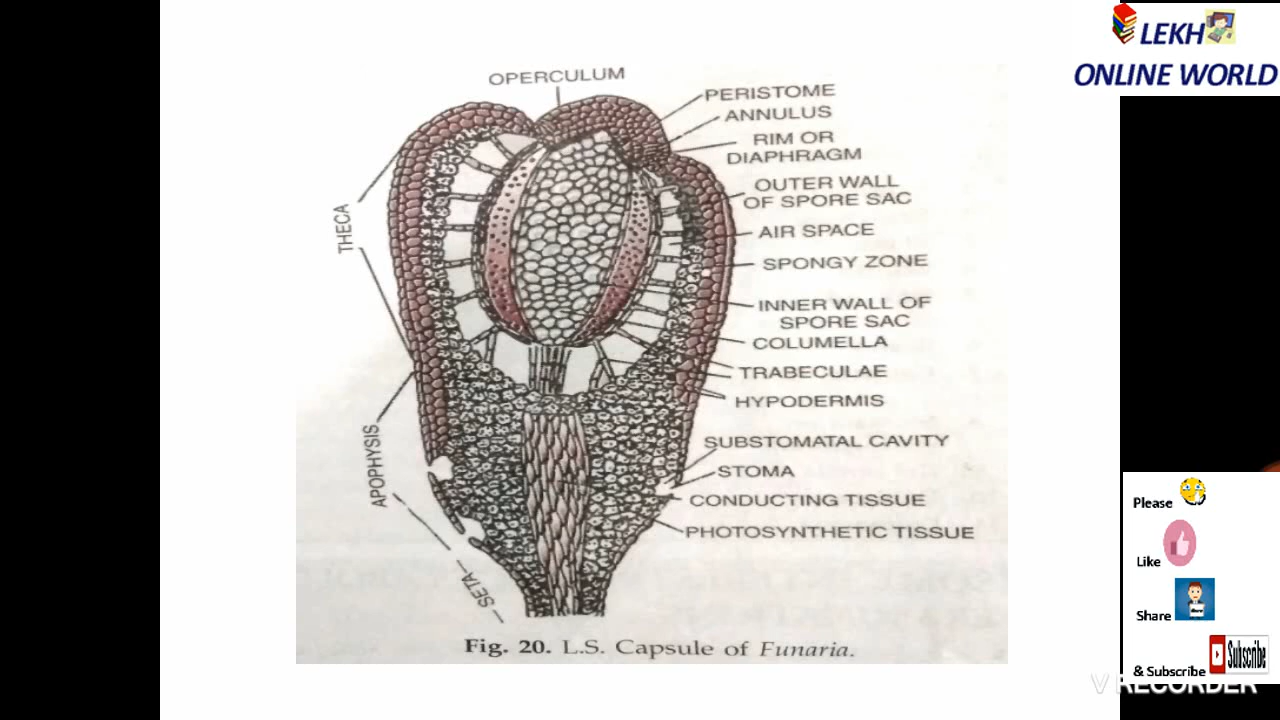 LEKH
ONLINE WORLD
OPERCULUM
PERISTOME
ANNULUS
RIM OR
DIAPHRAGM
OUTER WALL
OF SPORE SAC
AIR SPACE
SPONGY ZONE
INNER WALL OF
SPORE SAC
COLUMELLA
TRABECULAE
HYPODERMIS
SUBSTOMATAL CAVITY
STOMA
CONDUCTING TISSUE
PHOTOSYNTHETIC TISSUE
THECA
APOPHYSIS
SETA
Fig. 20. L.S. Capsule of Funaria.
Please
Like
Share
& Subscribe
Subscribe
V RECORDER